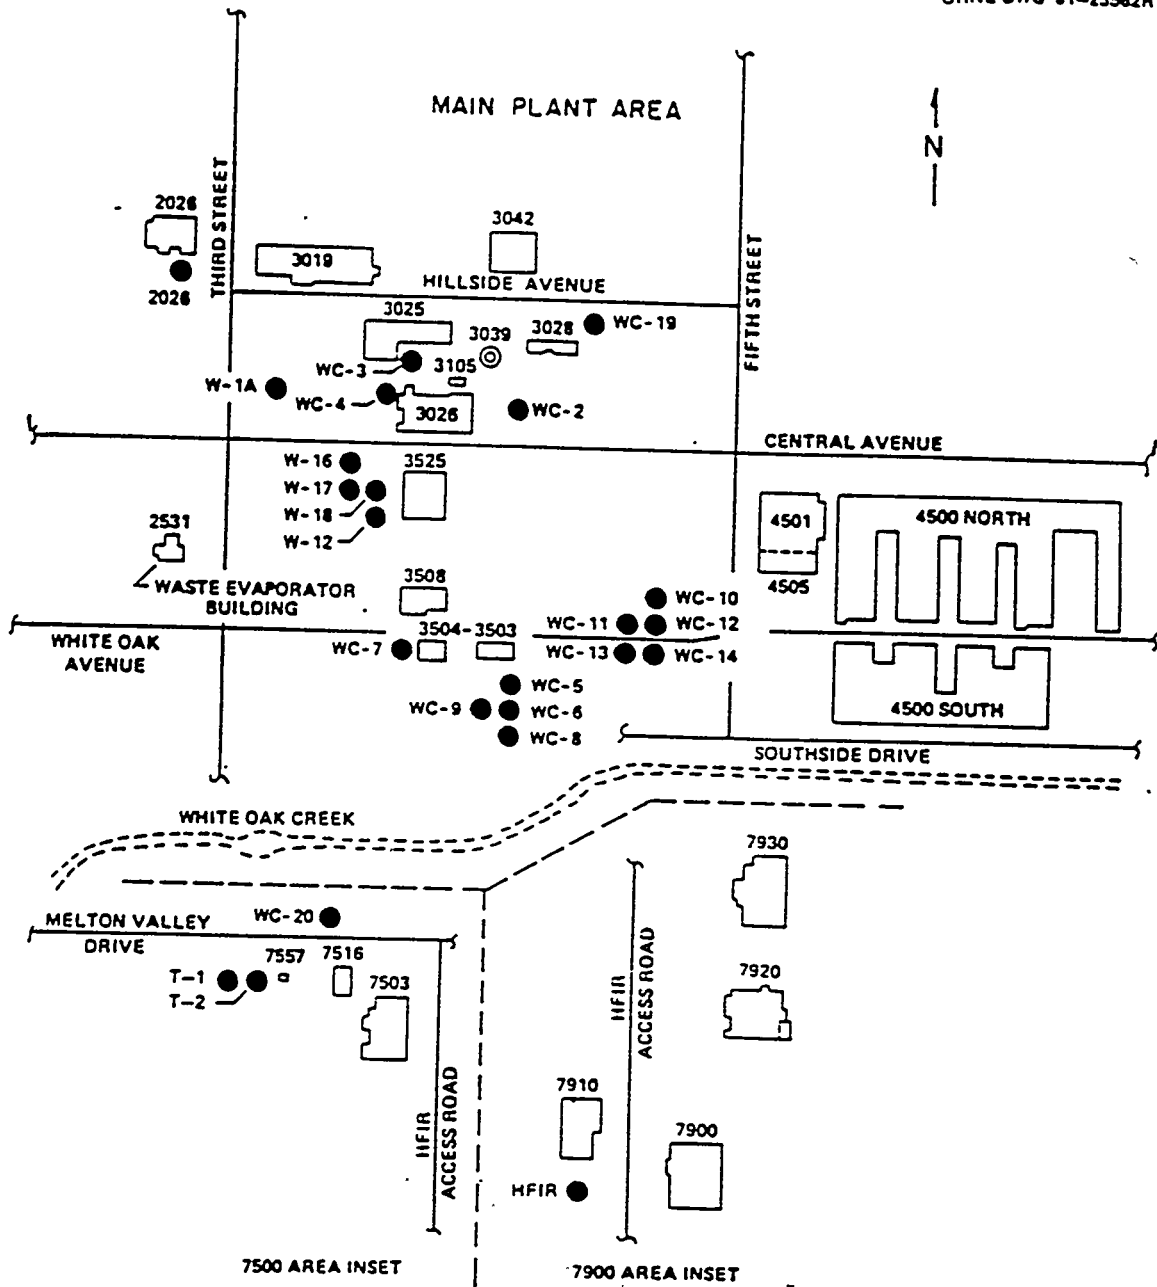 MAIN PLANT AREA
N
2026
THIRD STREET
3042
3019
FIFTH STREET
2026
HILLSIDE AVENUE
3025
3039
3028
WC-19
WC-3
3105
W-1A
WC-4
3026
WC-2
CENTRAL AVENUE
W-16
3525
W-17
W-18
W-12
2531
4501
4500 NORTH
4505
WASTE EVAPORATOR
BUILDING
3508
WC-10
WC-11
WC-12
WHITE OAK
AVENUE
WC-7
3504-3503
WC-13
WC-14
WC-5
WC-9
WC-6
WC-8
4500 SOUTH
SOUTHSIDE DRIVE
WHITE OAK CREEK
7930
MELTON VALLEY
DRIVE
WC-20
7557
7516
T-1
T-2
7503
HFIR
ACCESS ROAD
7920
HFIR
ACCESS ROAD
7910
7900
HFIR
7500 AREA INSET
7900 AREA INSET